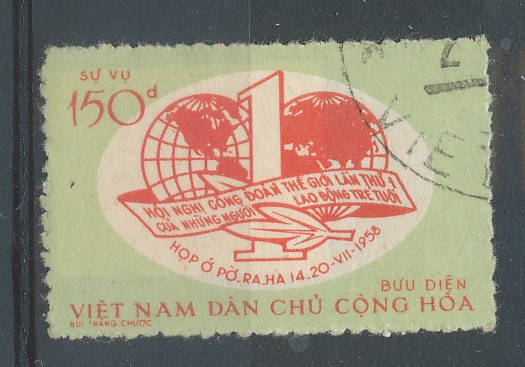 SỰ VỤ
150đ
1
HỘI NGHỊ CÔNG ĐOÀN THẾ GIỚI LẦN THỨ 1
CỦA NHỮNG NGƯỜI LAO ĐỘNG TRẺ TUỔI
HỌP Ở PỜ-RA-HA 14-20-VII-1958
BƯU ĐIỆN
VIỆT NAM DÂN CHỦ CỘNG HÒA
BÙI TRANG CHƯỚC
VIE